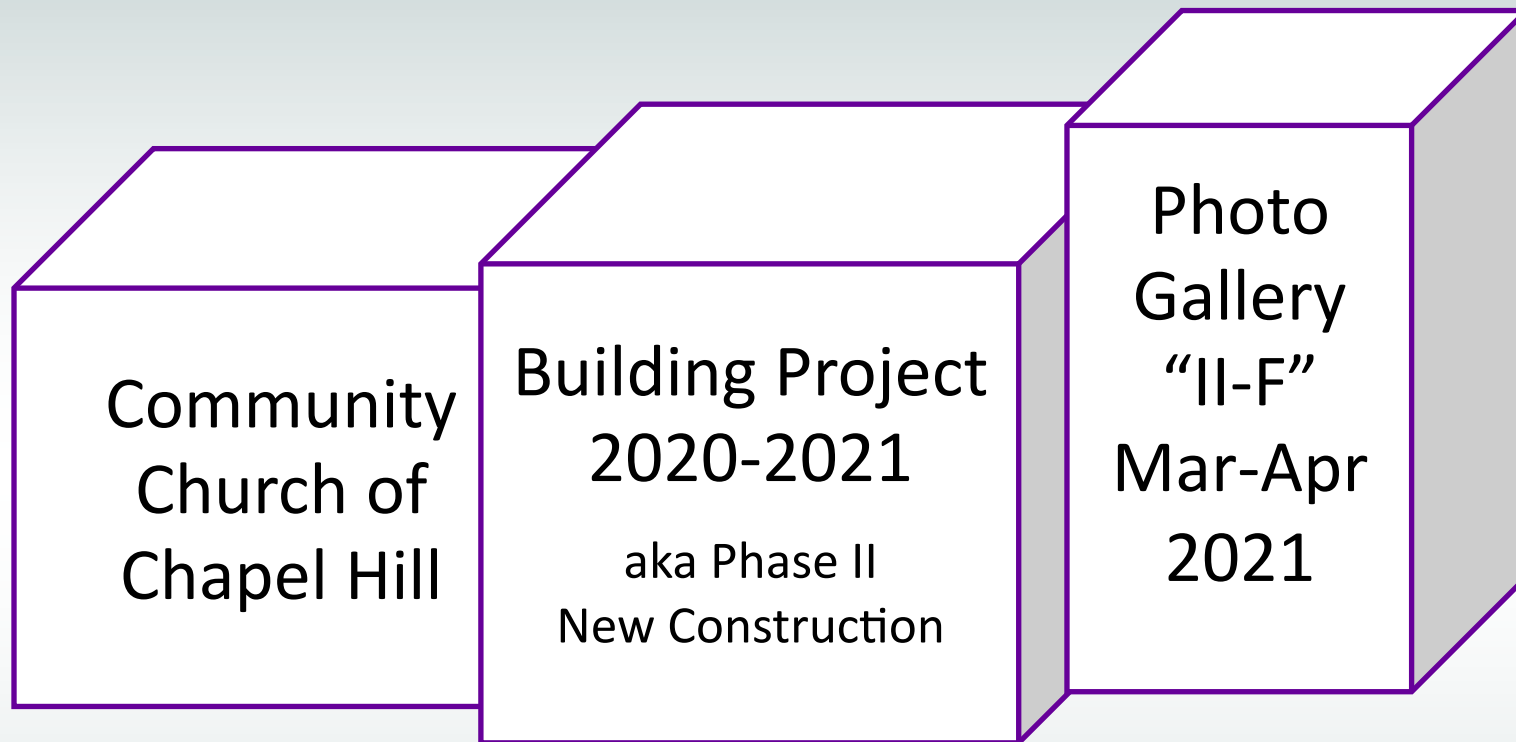 Community
Church of
Chapel Hill
Building Project
2020-2021
aka Phase II
New Construction
Photo
Gallery
“II-F”
Mar-Apr
2021